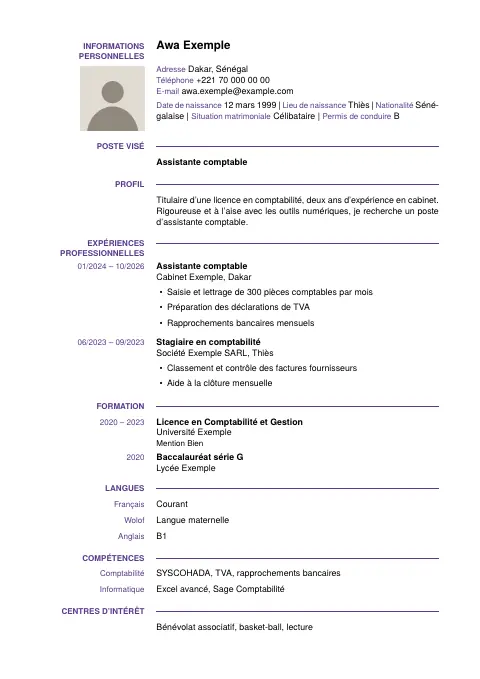 INFORMATIONS
PERSONNELLES
Awa Exemple
Adresse Dakar, Sénégal
Téléphone +221 70 000 00 00
E-mail awa.exemple@example.com
Date de naissance 12 mars 1999 | Lieu de naissance Thiès | Nationalité Séné-
galaise | Situation matrimoniale Célibataire | Permis de conduire B
POSTE VISÉ
Assistante comptable
PROFIL
Titulaire d'une licence en comptabilité, deux ans d'expérience en cabinet.
Rigoureuse et à l'aise avec les outils numériques, je recherche un poste
d'assistante comptable.
EXPÉRIENCES
PROFESSIONNELLES
01/2024 – 10/2026 Assistante comptable
Cabinet Exemple, Dakar
• Saisie et lettrage de 300 pièces comptables par mois
• Préparation des déclarations de TVA
• Rapprochements bancaires mensuels
06/2023 – 09/2023 Stagiaire en comptabilité
Société Exemple SARL, Thiès
• Classement et contrôle des factures fournisseurs
• Aide à la clôture mensuelle
FORMATION
2020 – 2023 Licence en Comptabilité et Gestion
Université Exemple
Mention Bien
2020 Baccalauréat série G
Lycée Exemple
LANGUES
Français Courant
Wolof Langue maternelle
Anglais B1
COMPÉTENCES
Comptabilité SYSCOHADA, TVA, rapprochements bancaires
Informatique Excel avancé, Sage Comptabilité
CENTRES D'INTÉRÊT
Bénévolat associatif, basket-ball, lecture